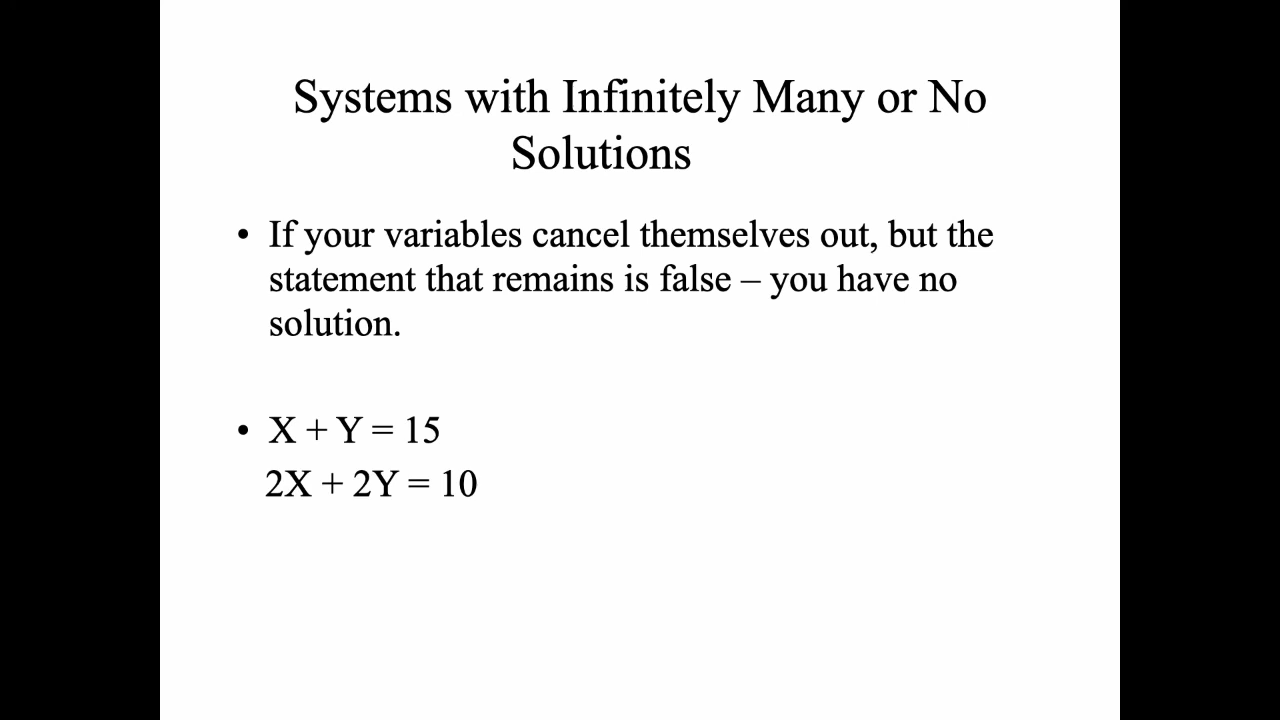 Systems with Infinitely Many or No
Solutions
• If your variables cancel themselves out, but the
statement that remains is false – you have no
solution.
• X + Y = 15
2X + 2Y = 10